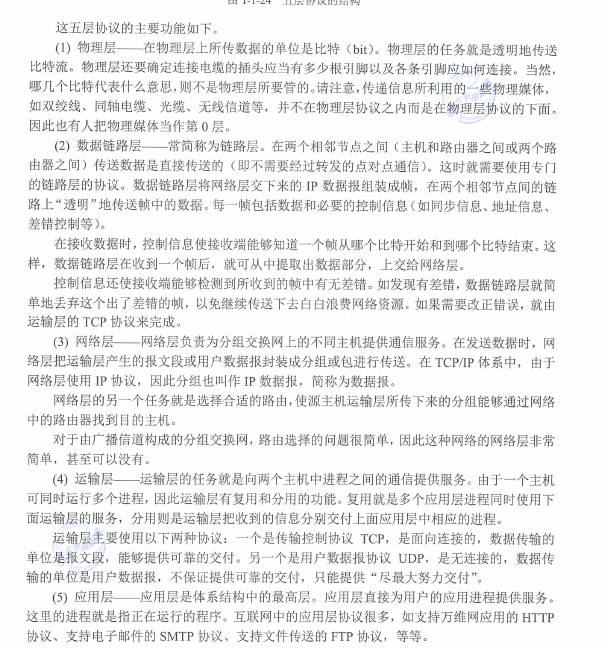 图 1-1-24 五层协议的结构
这五层协议的主要功能如下。
(1) 物理层——在物理层上所传数据的单位是比特（bit）。物理层的任务就是透明地传送
比特流。物理层还要确定连接电缆的插头应当有多少根引脚以及各条引脚应如何连接。当然，
哪几个比特代表什么意思，则不是物理层所要管的。请注意，传递信息所利用的一些物理媒体，
如双绞线、同轴电缆、光缆、无线信道等，并不在物理层协议之内而是在物理层协议的下面。
因此也有人把物理媒体当作第 0 层。
(2) 数据链路层——常简称为链路层。在两个相邻节点之间（主机和路由器之间或两个路
由器之间）传送数据是直接传送的（即不需要经过转发的点对点通信）。这时就需要使用专门
的链路层的协议。数据链路层将网络层交下来的 IP 数据报组装成帧，在两个相邻节点间的链
路上“透明”地传送帧中的数据。每一帧包括数据和必要的控制信息（如同步信息、地址信息、
差错控制等）。
在接收数据时，控制信息使接收端能够知道一个帧从哪个比特开始和到哪个比特结束。这
样，数据链路层在收到一个帧后，就可从中提取出数据部分，上交给网络层。
控制信息还使接收端能够检测到所收到的帧中有无差错。如发现有差错，数据链路层就简
单地丢弃这个出了差错的帧，以免继续传送下去白白浪费网络资源。如果需要改正错误，就由
运输层的 TCP 协议来完成。
(3) 网络层——网络层负责为分组交换网上的不同主机提供通信服务。在发送数据时，网
络层把运输层产生的报文段或用户数据报封装成分组或包进行传送。在 TCP/IP 体系中，由于
网络层使用 IP 协议，因此分组也叫作 IP 数据报，简称为数据报。
网络层的另一个任务就是选择合适的路由，使源主机运输层所传下来的分组能够通过网络
中的路由器找到目的主机。
对于由广播信道构成的分组交换网，路由选择的问题很简单，因此这种网络的网络层非常
简单，甚至可以没有。
(4) 运输层——运输层的任务就是向两个主机中进程之间的通信提供服务。由于一个主机
可同时运行多个进程，因此运输层有复用和分用的功能。复用就是多个应用层进程同时使用下
面运输层的服务，分用则是运输层把收到的信息分别交付上面应用层中相应的进程。
运输层主要使用以下两种协议：一个是传输控制协议 TCP，是面向连接的，数据传输的
单位是报文段，能够提供可靠的交付。另一个是用户数据报协议 UDP，是无连接的，数据传
输的单位是用户数据报，不保证提供可靠的交付，只能提供“尽最大努力交付”。
(5) 应用层——应用层是体系结构中的最高层。应用层直接为用户的应用进程提供服务。
这里的进程就是指正在运行的程序。互联网中的应用层协议很多，如支持万维网应用的 HTTP
协议、支持电子邮件的 SMTP 协议、支持文件传送的 FTP 协议，等等。